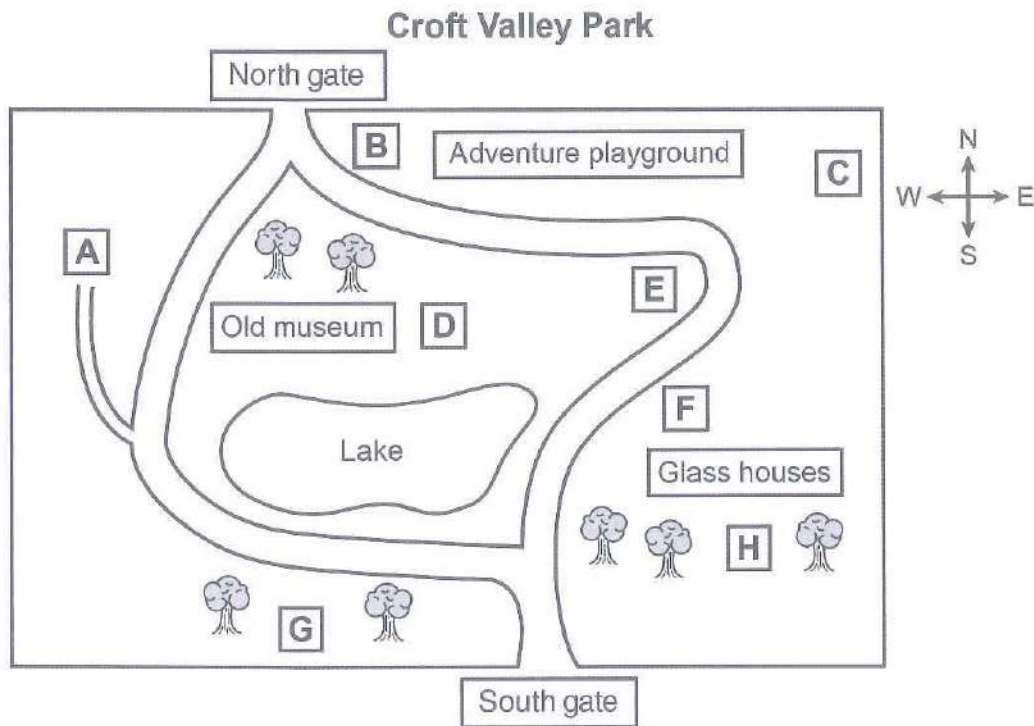 Croft Valley Park
North gate
B
Adventure playground
C
N
W
E
S
A
E
Old museum
D
F
Lake
Glass houses
H
G
South gate